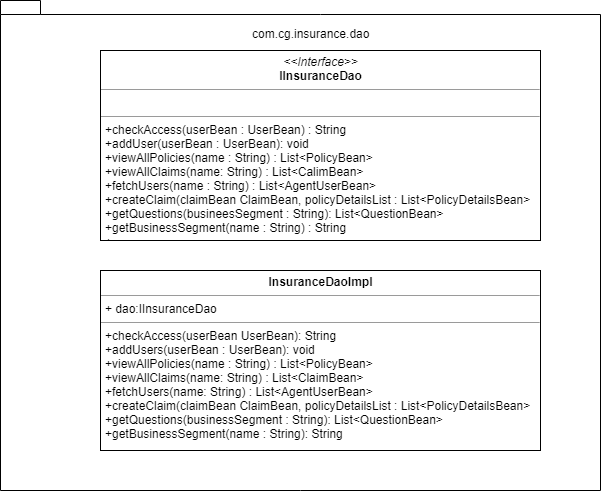 com.cg.insurance.dao
<<Interface>>
IInsuranceDao
+checkAccess(userBean : UserBean) : String
+addUser(userBean : UserBean): void
+viewAllPolicies(name : String) : List<PolicyBean>
+viewAllClaims(name: String) : List<CalimBean>
+fetchUsers(name : String) : List<AgentUserBean>
+createClaim(claimBean ClaimBean, policyDetailsList : List<PolicyDetailsBean>
+getQuestions(busineeSegment : String): List<QuestionBean>
+getBusinessSegment(name : String) : String
InsuranceDaoImpl
+ dao:IInsuranceDao
+checkAccess(userBean UserBean): String
+addUsers(userBean : UserBean): void
+viewAllPolicies(name : String) : List<PolicyBean>
+viewAllClaims(name: String) : List<ClaimBean>
+fetchUsers(name: String) : List<AgentUserBean>
+createClaim(claimBean ClaimBean, policyDetailsList : List<PolicyDetailsBean>
+getQuestions(businessSegment : String): List<QuestionBean>
+getBusinessSegment(name : String): String